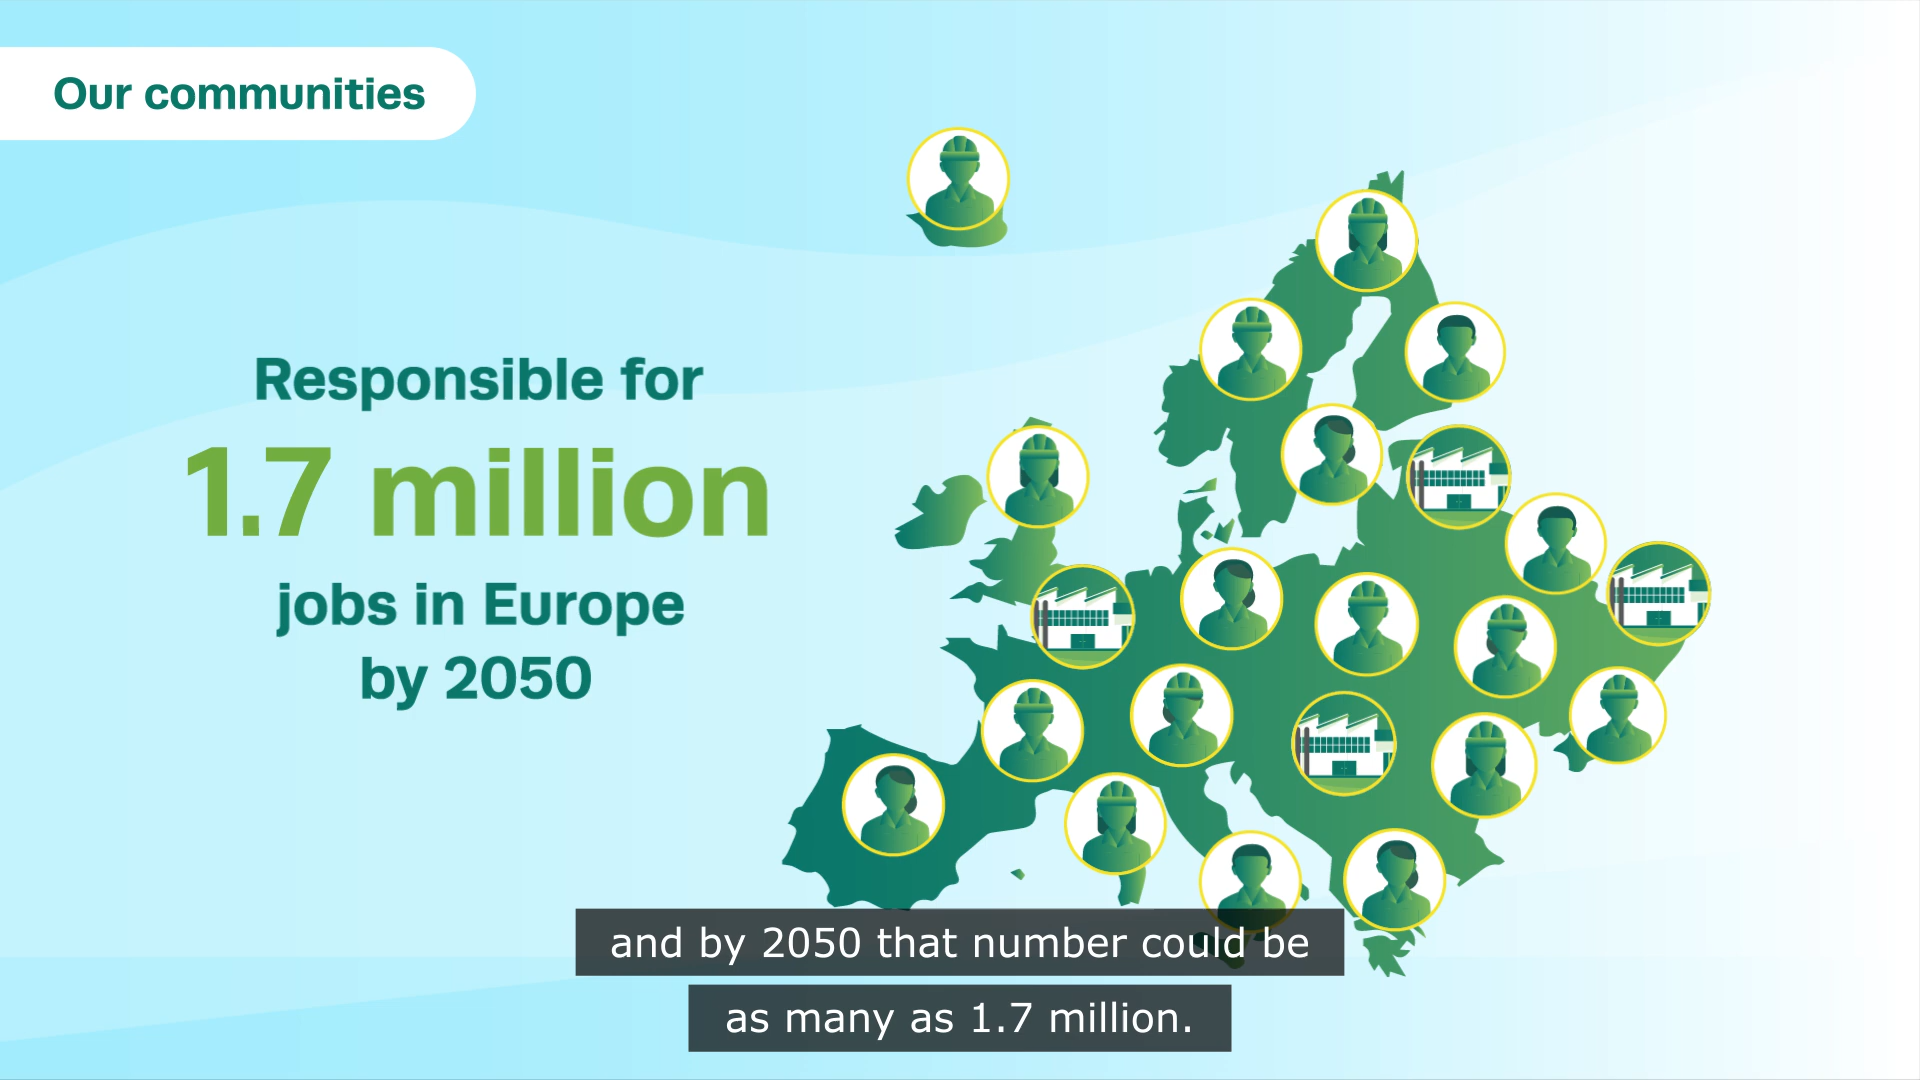 Our communities
Responsible for
1.7 million
jobs in Europe
by 2050
and by 2050 that number could be
as many as 1.7 million.